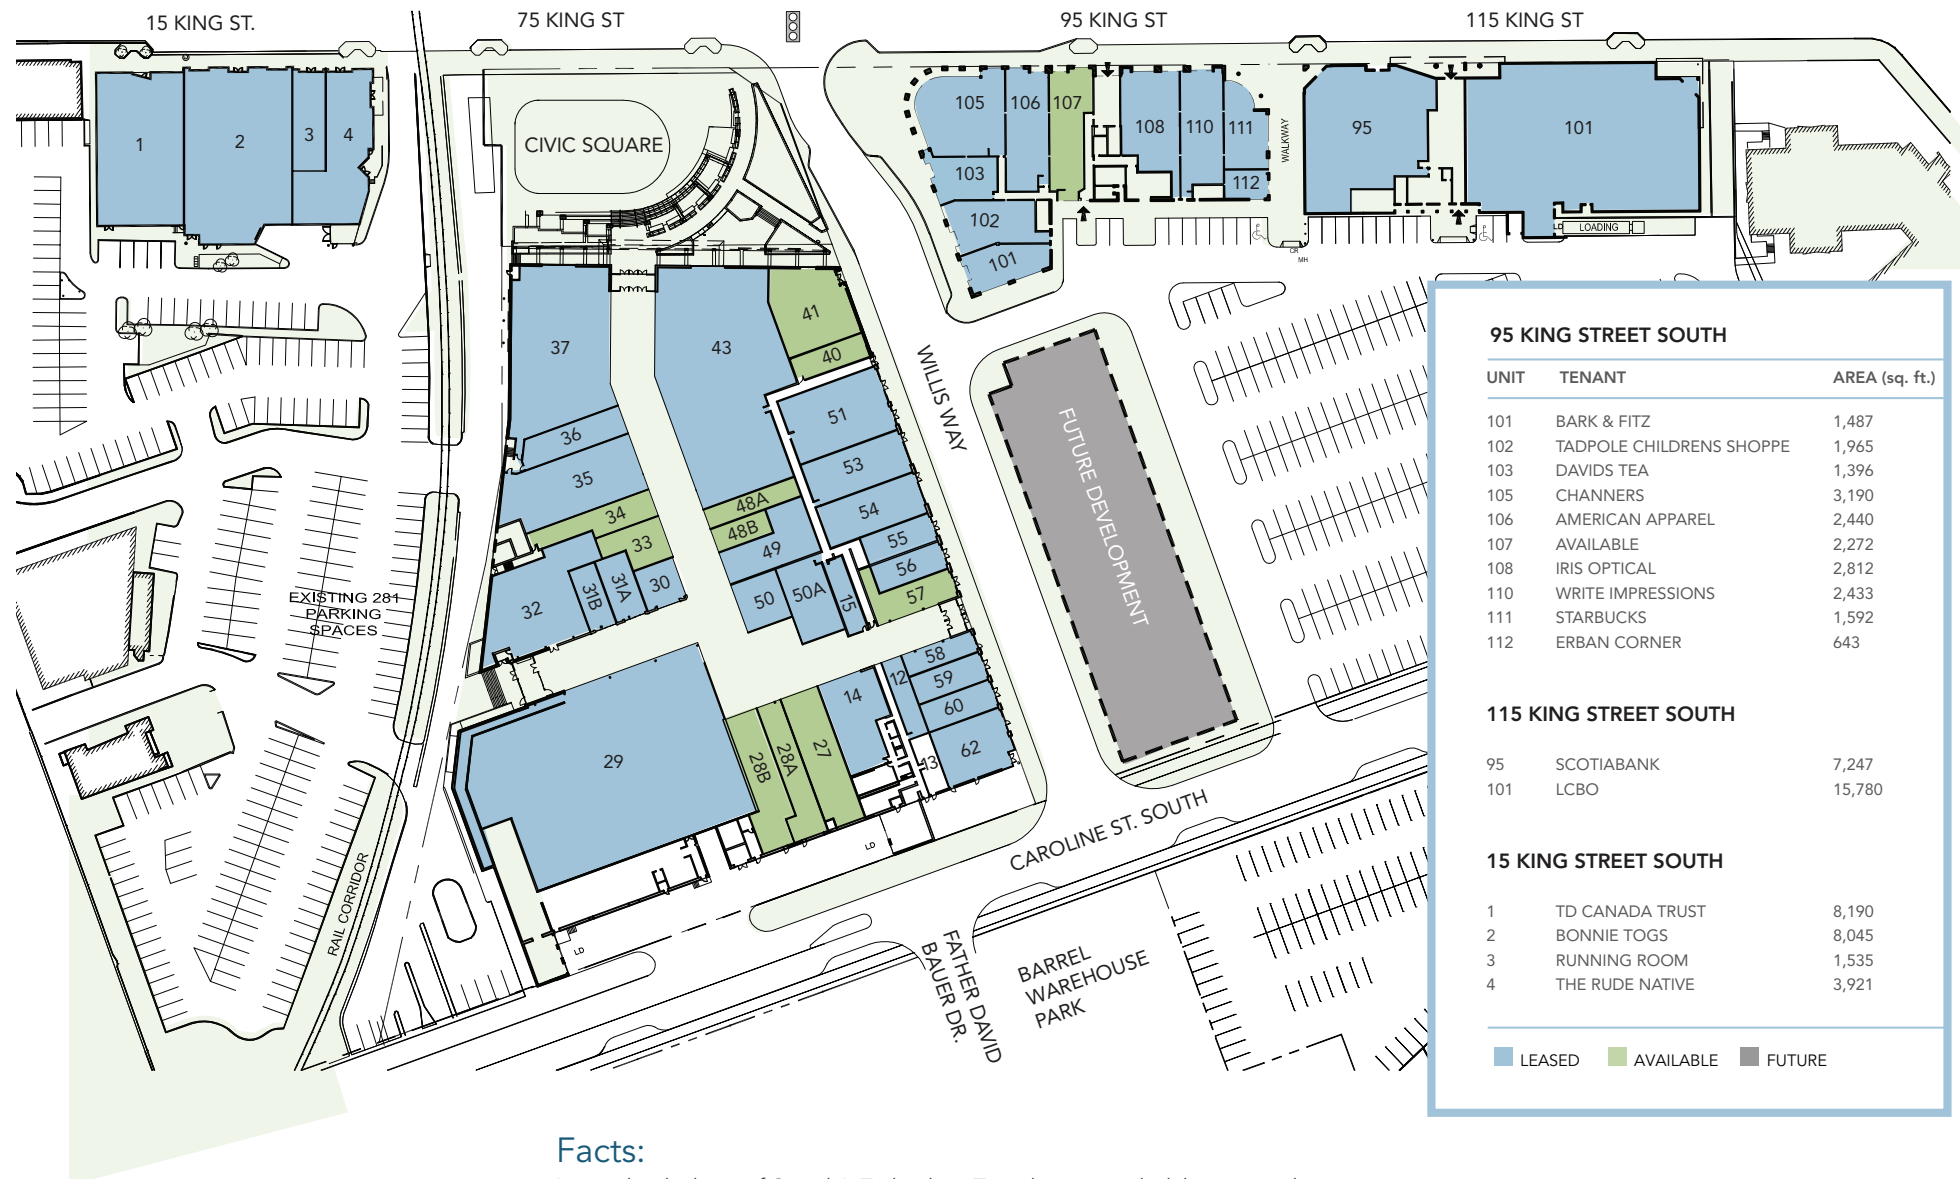 15 KING ST.
75 KING ST
95 KING ST
115 KING ST
1
2
3
4
CIVIC SQUARE
105
106
107
108
110
111
112
103
102
101
WALKWAY
95
101
LOADING
CR
MH
37
43
41
40
36
35
34
33
32
31B
31A
30
48A
48B
49
50
50A
15
51
53
54
55
56
57
58
59
60
62
12
13
14
27
28A
28B
29
LD
LD
WILLIS WAY
FUTURE DEVELOPMENT
EXISTING 281
PARKING
SPACES
RAIL CORRIDOR
CAROLINE ST. SOUTH
FATHER DAVID
BAUER DR.
BARREL
WAREHOUSE
PARK
95 KING STREET SOUTH
UNIT TENANT AREA (sq. ft.)
101 BARK & FITZ 1,487
102 TADPOLE CHILDRENS SHOPPE 1,965
103 DAVIDS TEA 1,396
105 CHANNERS 3,190
106 AMERICAN APPAREL 2,440
107 AVAILABLE 2,272
108 IRIS OPTICAL 2,812
110 WRITE IMPRESSIONS 2,433
111 STARBUCKS 1,592
112 ERBAN CORNER 643
115 KING STREET SOUTH
95 SCOTIABANK 7,247
101 LCBO 15,780
15 KING STREET SOUTH
1 TD CANADA TRUST 8,190
2 BONNIE TOGS 8,045
3 RUNNING ROOM 1,535
4 THE RUDE NATIVE 3,921
LEASED AVAILABLE FUTURE
Facts: